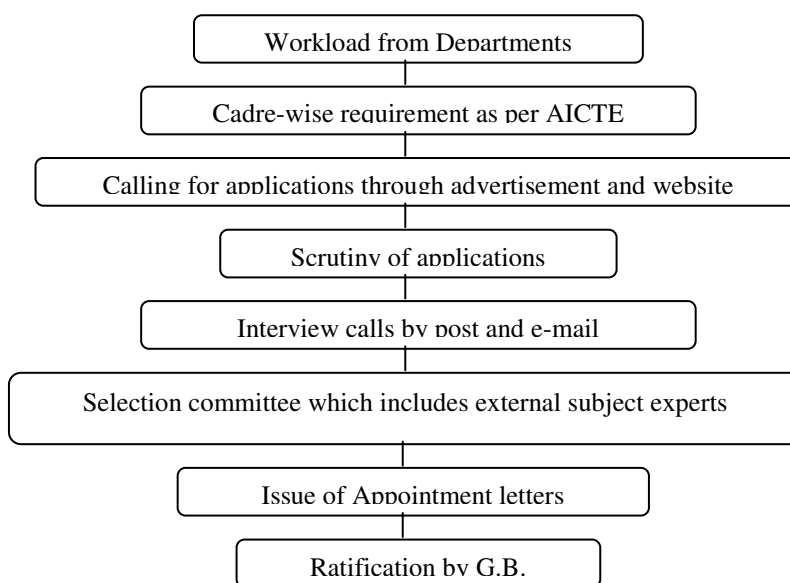 Workload from Departments
Cadre-wise requirement as per AICTE
Calling for applications through advertisement and website
Scrutiny of applications
Interview calls by post and e-mail
Selection committee which includes external subject experts
Issue of Appointment letters
Ratification by G.B.